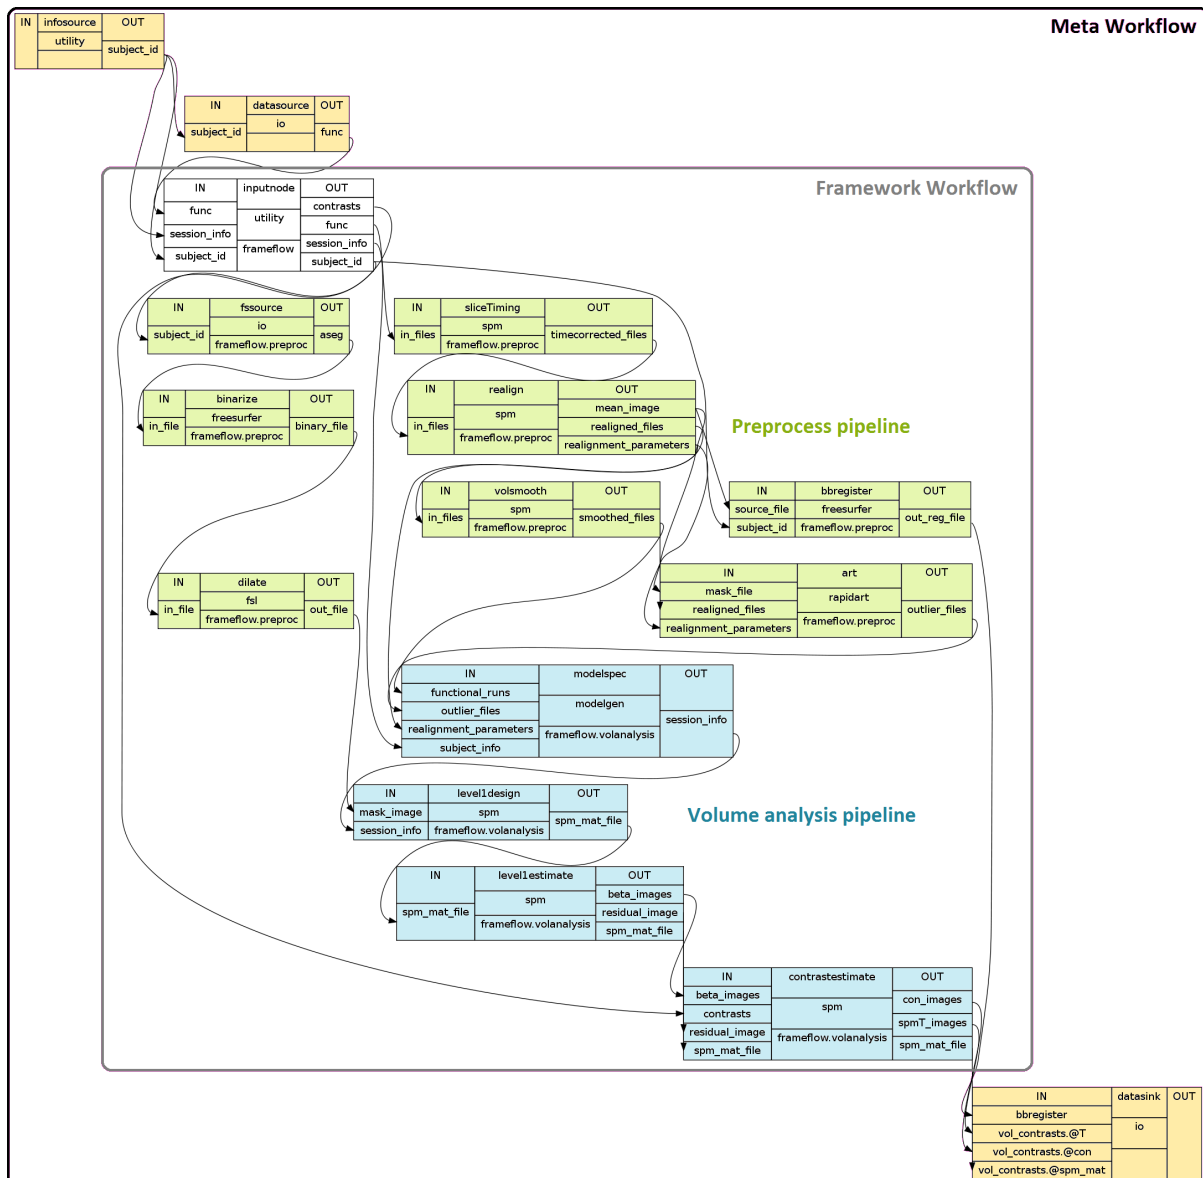 Meta Workflow
IN infosource OUT
utility subject_id
IN datasource OUT
subject_id io func
Framework Workflow
IN inputnode OUT
contrasts
func utility func
session_info session_info
subject_id frameflow subject_id
IN fssource OUT
subject_id io aseg
frameflow.preproc
IN sliceTiming OUT
in_files spm timecorrected_files
frameflow.preproc
IN binarize OUT
in_file freesurfer binary_file
frameflow.preproc
IN realign OUT
mean_image
in_files spm realigned_files
frameflow.preproc realignment_parameters
Preprocess pipeline
IN volsmooth OUT
in_files spm smoothed_files
frameflow.preproc
IN bbregister OUT
source_file freesurfer out_reg_file
subject_id frameflow.preproc
IN dilate OUT
in_file fsl out_file
frameflow.preproc
IN art OUT
mask_file rapidart
realigned_files outlier_files
realignment_parameters frameflow.preproc
IN modelspec OUT
functional_runs
outlier_files modelgen session_info
realignment_parameters frameflow.volanalysis
subject_info
IN level1design OUT
mask_image spm spm_mat_file
session_info frameflow.volanalysis
Volume analysis pipeline
IN level1estimate OUT
beta_images
spm_mat_file spm residual_image
frameflow.volanalysis spm_mat_file
IN contrastestimate OUT
beta_images con_images
contrasts spm spmT_images
residual_image frameflow.volanalysis spm_mat_file
spm_mat_file
IN datasink OUT
bbregister
vol_contrasts.@T io
vol_contrasts.@con
vol_contrasts.@spm_mat